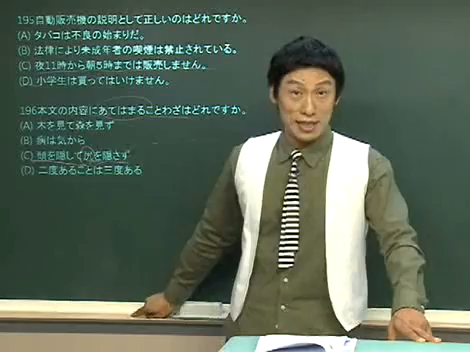 195自動販売機の説明として正しいのはどれですか。
(A) タバコは不良の始まりだ。
(B) 法律により未成年者の喫煙は禁止されている。
(C) 夜11時から朝5時までは販売しません。
(D) 小学生は買ってはいけません。
196本文の内容にあてはまることわざはどれですか。
(A) 木を見て森を見ず
(B) 病は気から
(C) 頭を隠して尻を隠さず
(D) 二度あることは三度ある